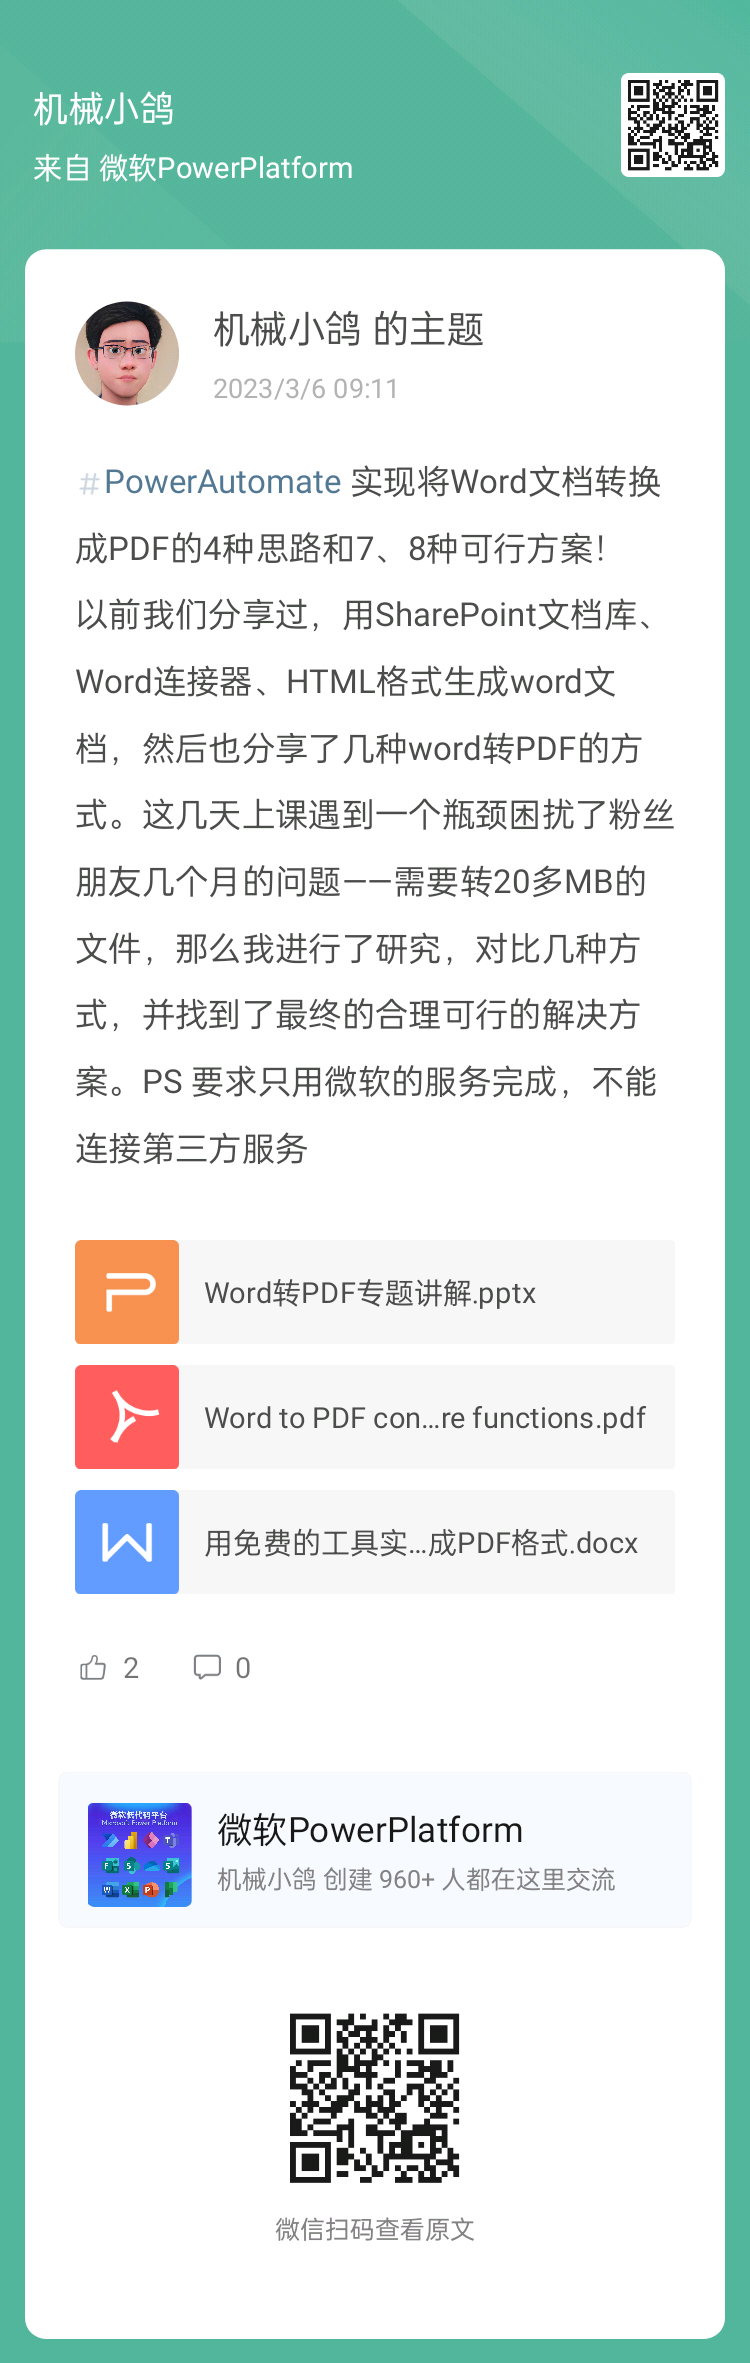 机械小鸽
来自 微软PowerPlatform
机械小鸽 的主题
2023/3/6 09:11
#PowerAutomate 实现将Word文档转换
成PDF的4种思路和7、8种可行方案！
以前我们分享过，用SharePoint文档库、
Word连接器、HTML格式生成word文
档，然后也分享了几种word转PDF的方
式。这几天上课遇到一个瓶颈困扰了粉丝
朋友几个月的问题——需要转20多MB的
文件，那么我进行了研究，对比几种方
式，并找到了最终的合理可行的解决方
案。PS 要求只用微软的服务完成，不能
连接第三方服务
Word转PDF专题讲解.pptx
Word to PDF con...re functions.pdf
用免费的工具实...成PDF格式.docx
2 0
微软低代码平台
Microsoft Power Platform
微软PowerPlatform
机械小鸽 创建 960+ 人都在这里交流
微信扫码查看原文